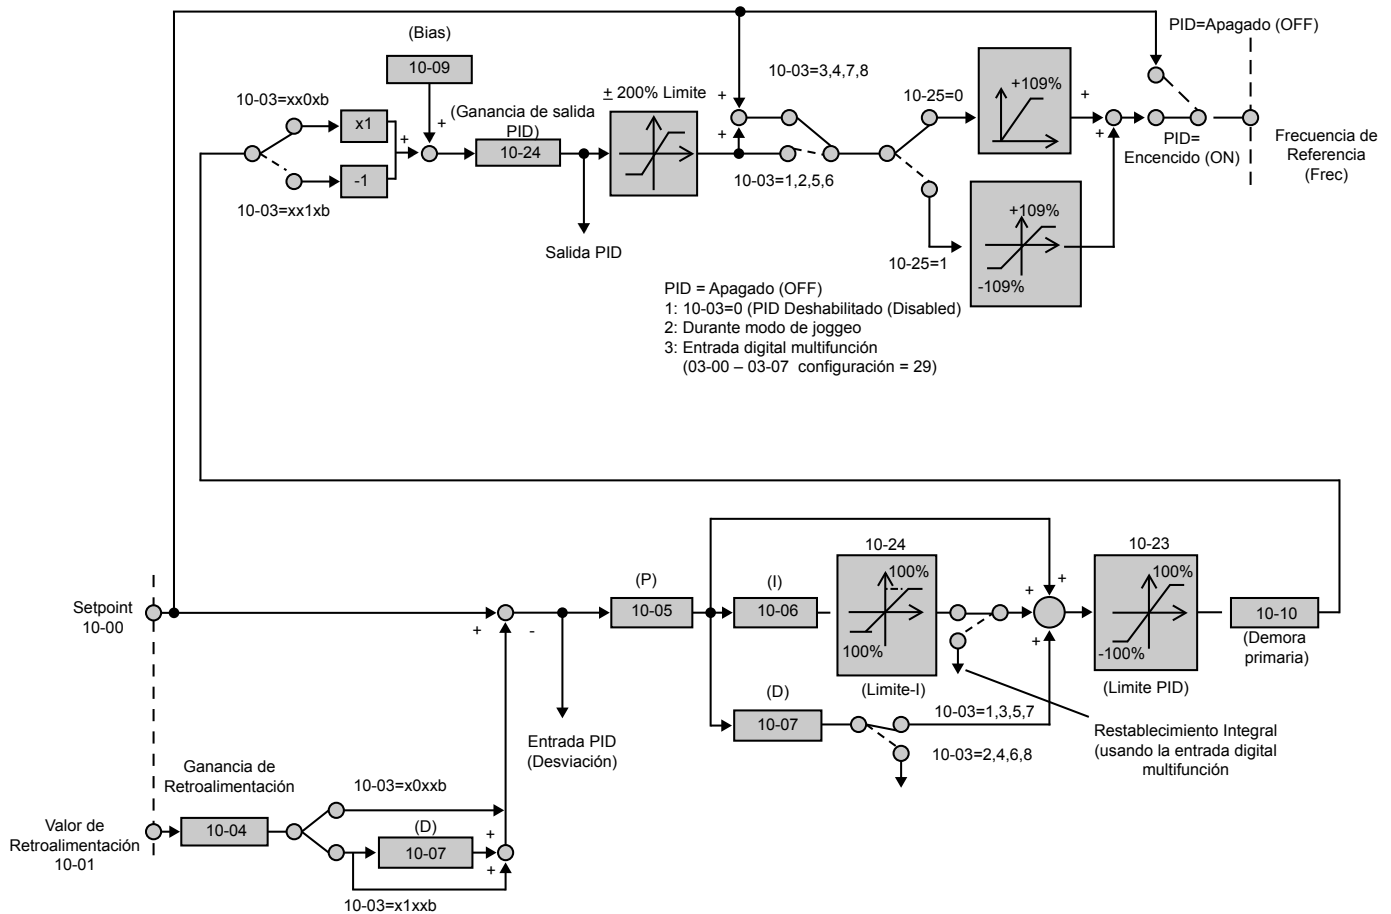 PID=Apagado (OFF)
(Bias)
10-09
10-03=3,4,7,8
+ 200% Limite
10-03=xx0xb
(Ganancia de salida
PID)
10-25=0
+109%
x1
+
+
+
+
+
+
10-24
-1
10-03=xx1xb
10-03=1,2,5,6
PID=
Encencido (ON)
Frecuencia de
Referencia
(Frec)
+109%
-109%
10-25=1
Salida PID
PID = Apagado (OFF)
1: 10-03=0 (PID Deshabilitado (Disabled)
2: Durante modo de joggeo
3: Entrada digital multifunción
(03-00 – 03-07 configuración = 29)
10-24
10-23
(P)
(I)
100%
100%
Setpoint
10-00
+
-
10-05
10-06
+
+
+
10-10
100%
-100%
(Demora
primaria)
(Limite-I)
(Limite PID)
(D)
10-07
10-03=1,3,5,7
10-03=2,4,6,8
Restablecimiento Integral
(usando la entrada digital
multifunción
Entrada PID
(Desviación)
Ganancia de
Retroalimentación
10-03=x0xxb
Valor de
Retroalimentación
10-01
10-04
(D)
10-07
+
+
10-03=x1xxb